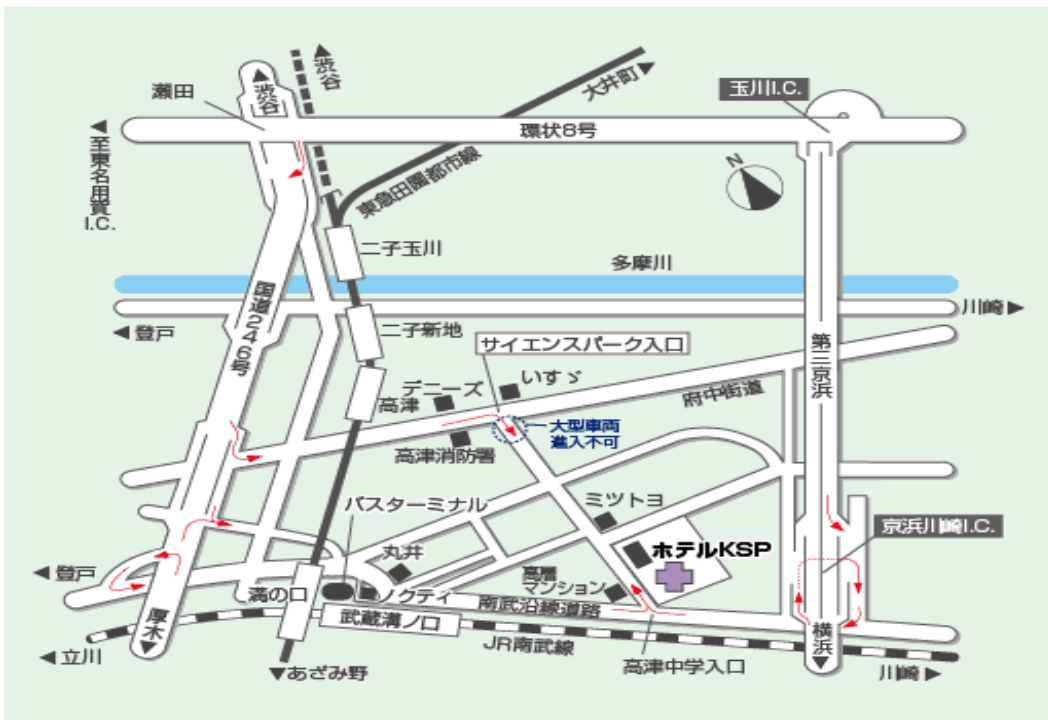 ▲渋谷
▲渋谷
大井町▶
瀬田
玉川I.C.
環状8号
◀至東名用賀I.C.
東急田園都市線
N
二子玉川
多摩川
国道246号
◀登戸
二子新地
川崎▶
サイエンスパーク入口
第三京浜
デニーズ
いすゞ
府中街道
高津
大型車両
進入不可
高津消防署
バスターミナル
ミツトヨ
京浜川崎I.C.
丸井
ホテルKSP
◀登戸
高層
マンション
溝の口
ノクティ
南武沿線道路
厚木▼
武蔵溝ノ口
横浜▼
JR南武線
◀立川
▼あざみ野
高津中学入口
川崎▶